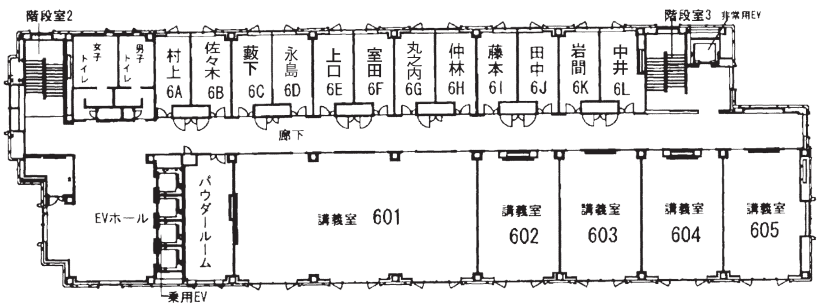 階段室2
階段室3
非常用EV
女子
トイレ
男子
トイレ
村上
6A
佐々木
6B
藪下
6C
永島
6D
上口
6E
室田
6F
丸之内
6G
仲林
6H
藤本
6I
田中
6J
岩間
6K
中井
6L
廊下
EVホール
パウダールーム
講義室 601
講義室
602
講義室
603
講義室
604
講義室
605
乗用EV